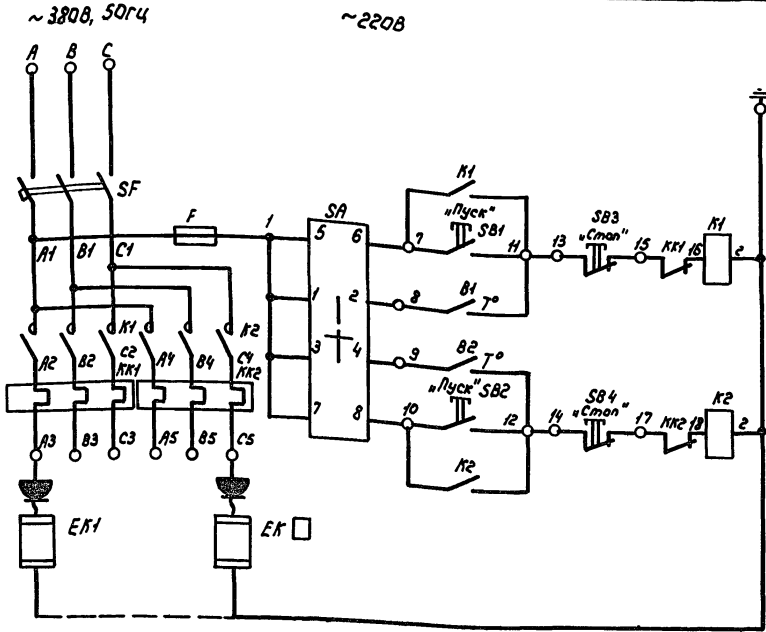 ~380В, 50гц
~220В
А В С
SF
F
1
SA
5 6
1 2
3 4
7 8
A1 B1 C1
K1
"Пуск"
SB1
7
11
13
SB3
"Стоп"
15
KK1
16
K1
2
8
B1
T°
9
B2
T°
"Пуск" SB2
10
12
K2
14
SB4
"Стоп"
17
KK2
18
K2
2
K1
K2
A2 B2 C2 A4 B4 C4
KK1
KK2
A3 B3 C3 A5 B5 C5
EK1
EK